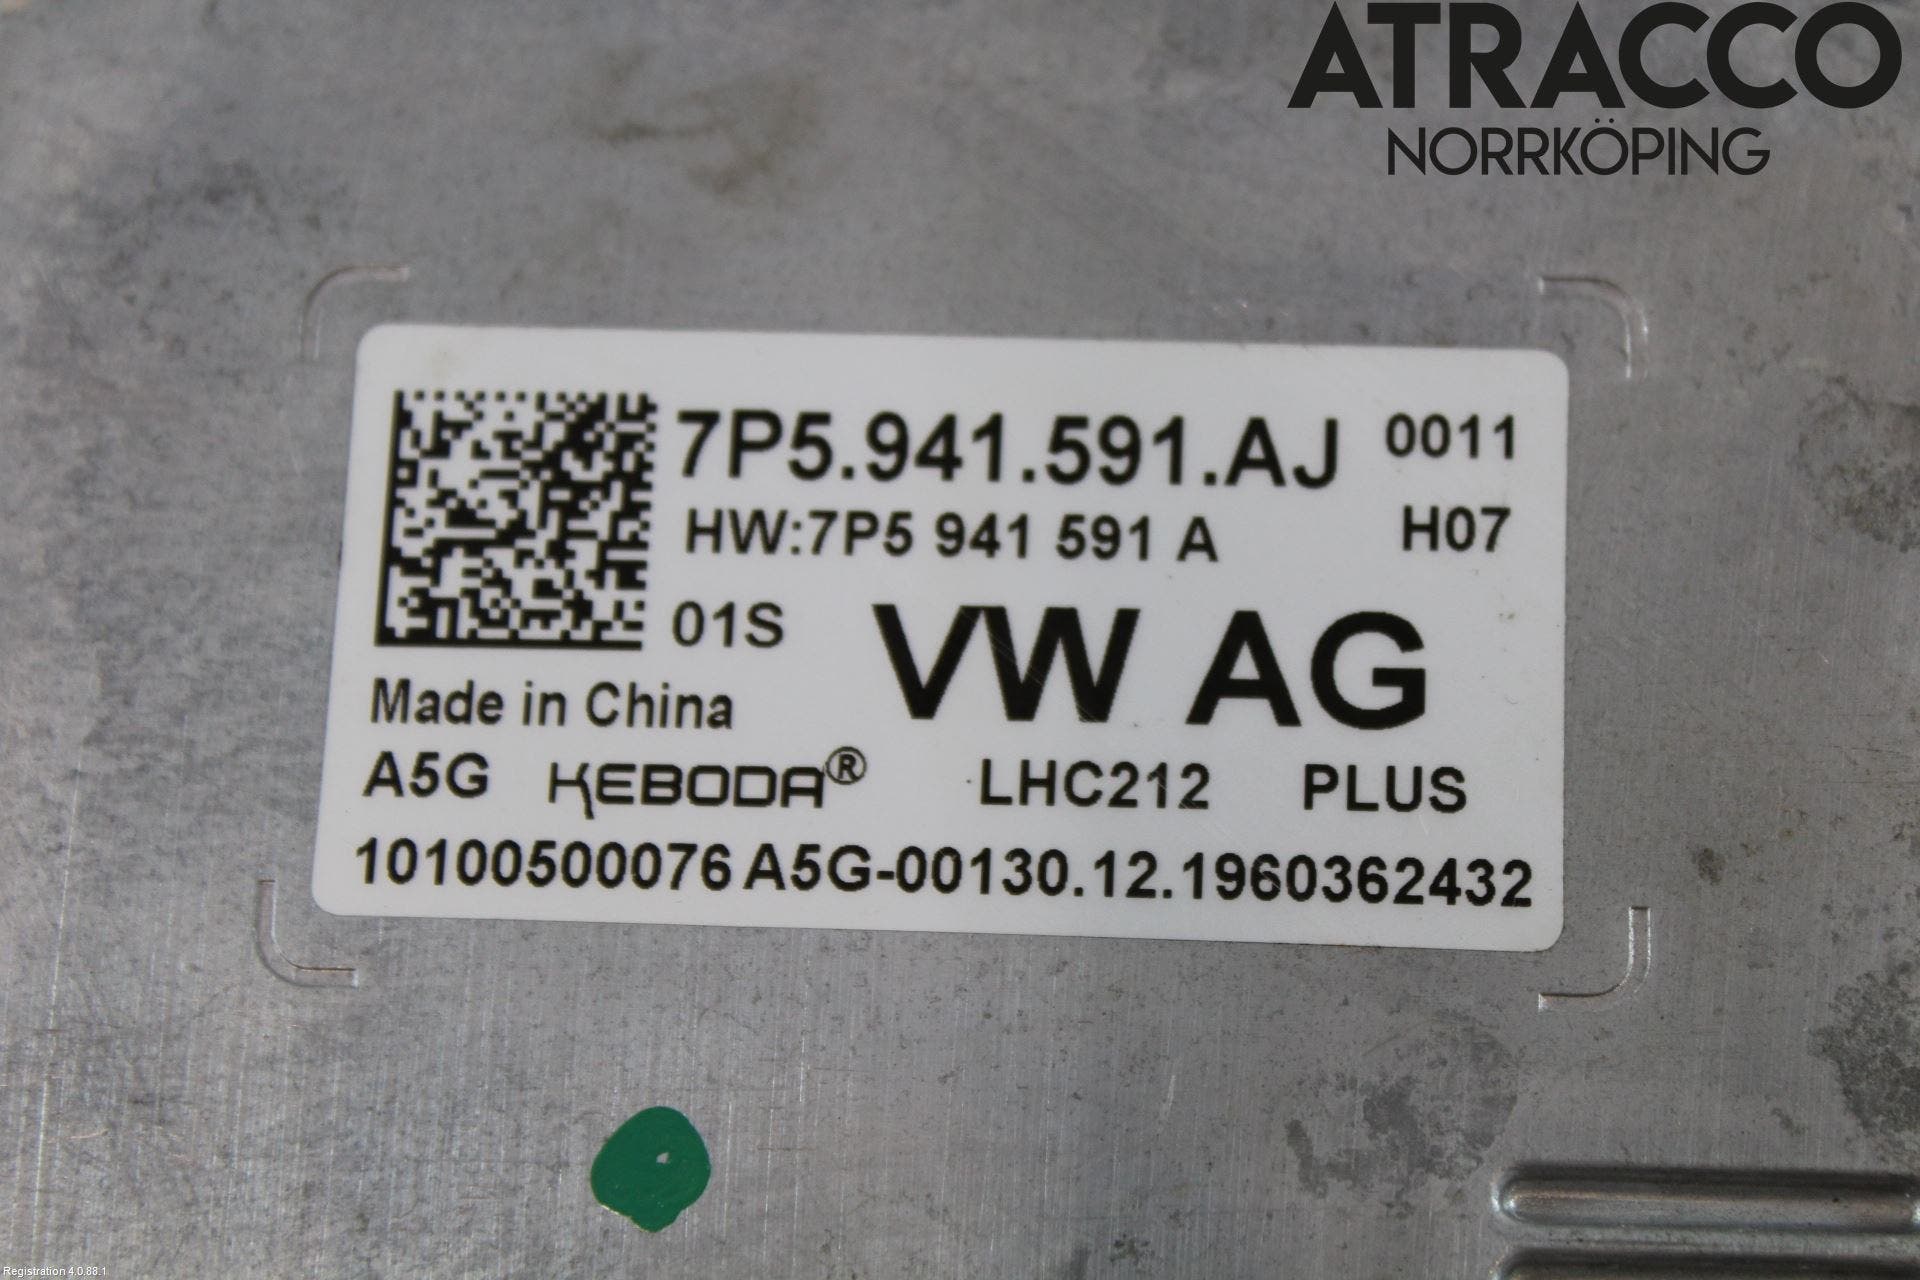 ATRACCO
NORRKÖPING
7P5.941.591.AJ 0011
HW:7P5 941 591 A H07
01S VW AG
Made in China
A5G KEBODA® LHC212 PLUS
10100500076 A5G-00130.12.1960362432
Registration 4.0.88.1